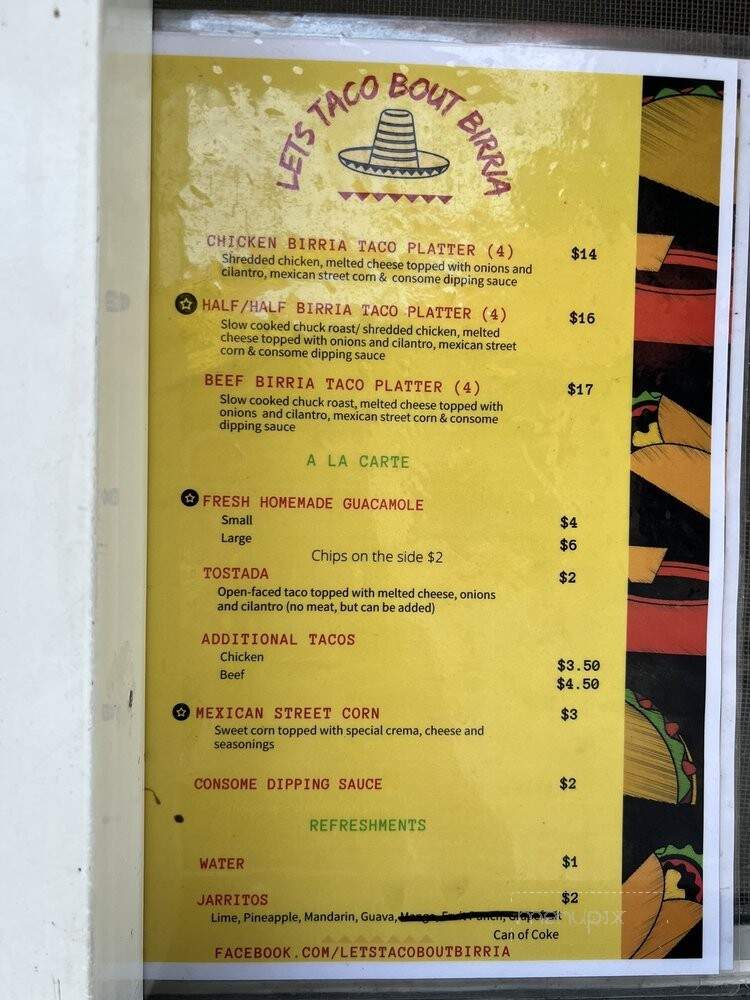 LETS TACO BOUT BIRRIA
CHICKEN BIRRIA TACO PLATTER (4) $14
Shredded chicken, melted cheese topped with onions and
cilantro, mexican street corn & consome dipping sauce
HALF/HALF BIRRIA TACO PLATTER (4) $16
Slow cooked chuck roast/ shredded chicken, melted
cheese topped with onions and cilantro, mexican street
corn & consome dipping sauce
BEEF BIRRIA TACO PLATTER (4) $17
Slow cooked chuck roast, melted cheese topped with
onions and cilantro, mexican street corn & consome
dipping sauce
A LA CARTE
FRESH HOMEMADE GUACAMOLE
Small $4
Large $6
Chips on the side $2
TOSTADA $2
Open-faced taco topped with melted cheese, onions
and cilantro (no meat, but can be added)
ADDITIONAL TACOS
Chicken $3.50
Beef $4.50
MEXICAN STREET CORN $3
Sweet corn topped with special crema, cheese and
seasonings
CONSOME DIPPING SAUCE $2
REFRESHMENTS
WATER $1
JARRITOS $2
Lime, Pineapple, Mandarin, Guava,
menupix
Can of Coke
FACEBOOK.COM/LETSTACOBOUTBIRRIA